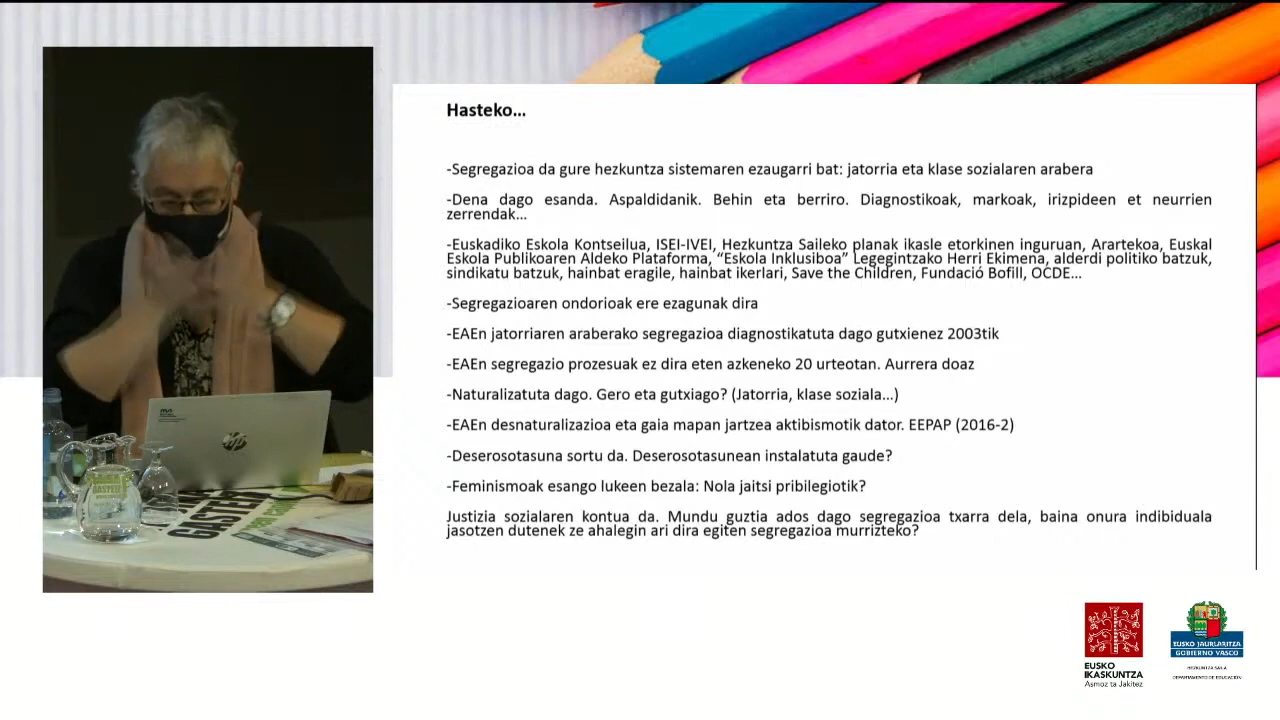 Hasteko...
-Segregazioa da gure hezkuntza sistemaren ezaugarri bat: jatorria eta klase sozialaren arabera
-Dena dago esanda. Aspaldidanik. Behin eta berriro. Diagnostikoak, markoak, irizpideen et neurrien
zerrendak...
-Euskadiko Eskola Kontseilua, ISEI-IVEI, Hezkuntza Saileko planak ikasle etorkinen inguruan, Arartekoa, Euskal
Eskola Publikoaren Aldeko Plataforma, “Eskola Inklusiboa” Legegintzako Herri Ekimena, alderdi politiko batzuk,
sindikatu batzuk, hainbat eragile, hainbat ikerlari, Save the Children, Fundació Bofill, OCDE...
-Segregazioaren ondorioak ere ezagunak dira
-EAEn jatorriaren araberako segregazioa diagnostikatuta dago gutxienez 2003tik
-EAEn segregazio prozesuak ez dira eten azkeneko 20 urteotan. Aurrera doaz
-Naturalizatuta dago. Gero eta gutxiago? (Jatorria, klase soziala...)
-EAEn desnaturalizazioa eta gaia mapan jartzea aktibismotik dator. EEPAP (2016-2)
-Deserosotasuna sortu da. Deserosotasunean instalatuta gaude?
-Feminismoak esango lukeen bezala: Nola jaitsi pribilegiotik?
Justizia sozialaren kontua da. Mundu guztia ados dago segregazioa txarra dela, baina onura indibiduala
jasotzen dutenek ze ahalegin ari dira egiten segregazioa murrizteko?
hp
GASTEIZ
EUSKO
IKASKUNTZA
Asmoz ta Jakitez
EUSKO JAURLARITZA
GOBIERNO VASCO
HEZKUNTZA SAILA
DEPARTAMENTO DE EDUCACIÓN